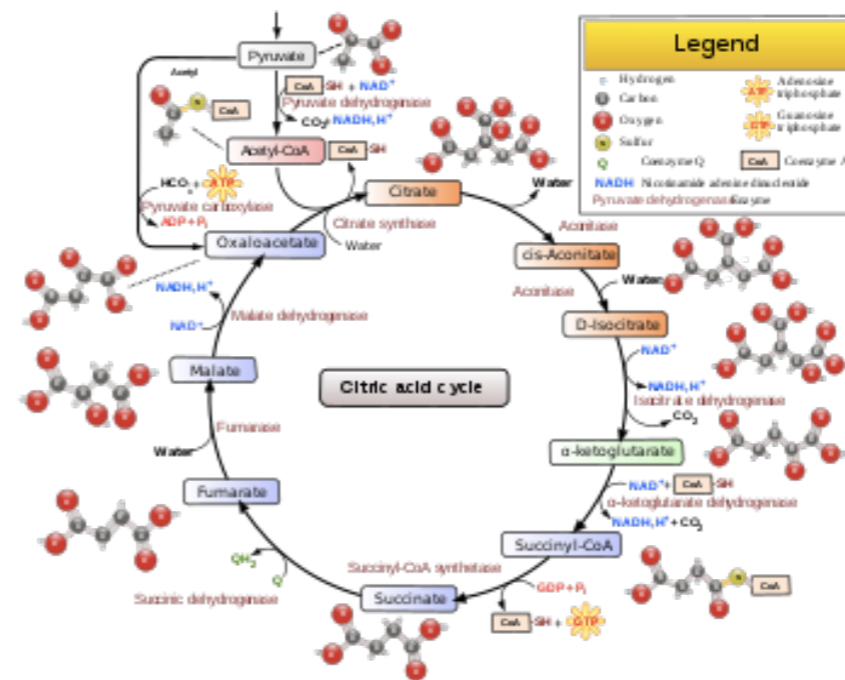 Pyruvate
Acetyl
CoA -SH + NAD⁺
Pyruvate dehydrogenase
CO₂+ NADH, H⁺
CoA
Acetyl-CoA
CoA -SH
HCO₃ + ATP
Pyruvate carboxylase
ADP + Pᵢ
Oxaloacetate
Citrate
Citrate synthase
Water
Water
Aconitase
cis-Aconitate
Water
Aconitase
D-Isocitrate
NAD⁺
NADH, H⁺
Isocitrate dehydrogenase
CO₂
α-ketoglutarate
NAD⁺+ CoA -SH
α-ketoglutarate dehydrogenase
NADH, H⁺ + CO₂
Succinyl-CoA
CoA
Succinyl-CoA synthetase
GDP + Pᵢ
CoA -SH + GTP
Succinate
QH₂
Q
Succinic dehydrogenase
Fumarate
Water
Fumarase
Malate
NADH, H⁺
NAD⁺
Malate dehydrogenase
Citric acid cycle
Legend
Hydrogen
Carbon
Oxygen
Sulfur
Q Coenzyme Q
ATP Adenosine triphosphate
GTP Guanosine triphosphate
CoA Coenzyme A
NADH Nicotinamide adenine dinucleotide
Pyruvate dehydrogenase Enzyme